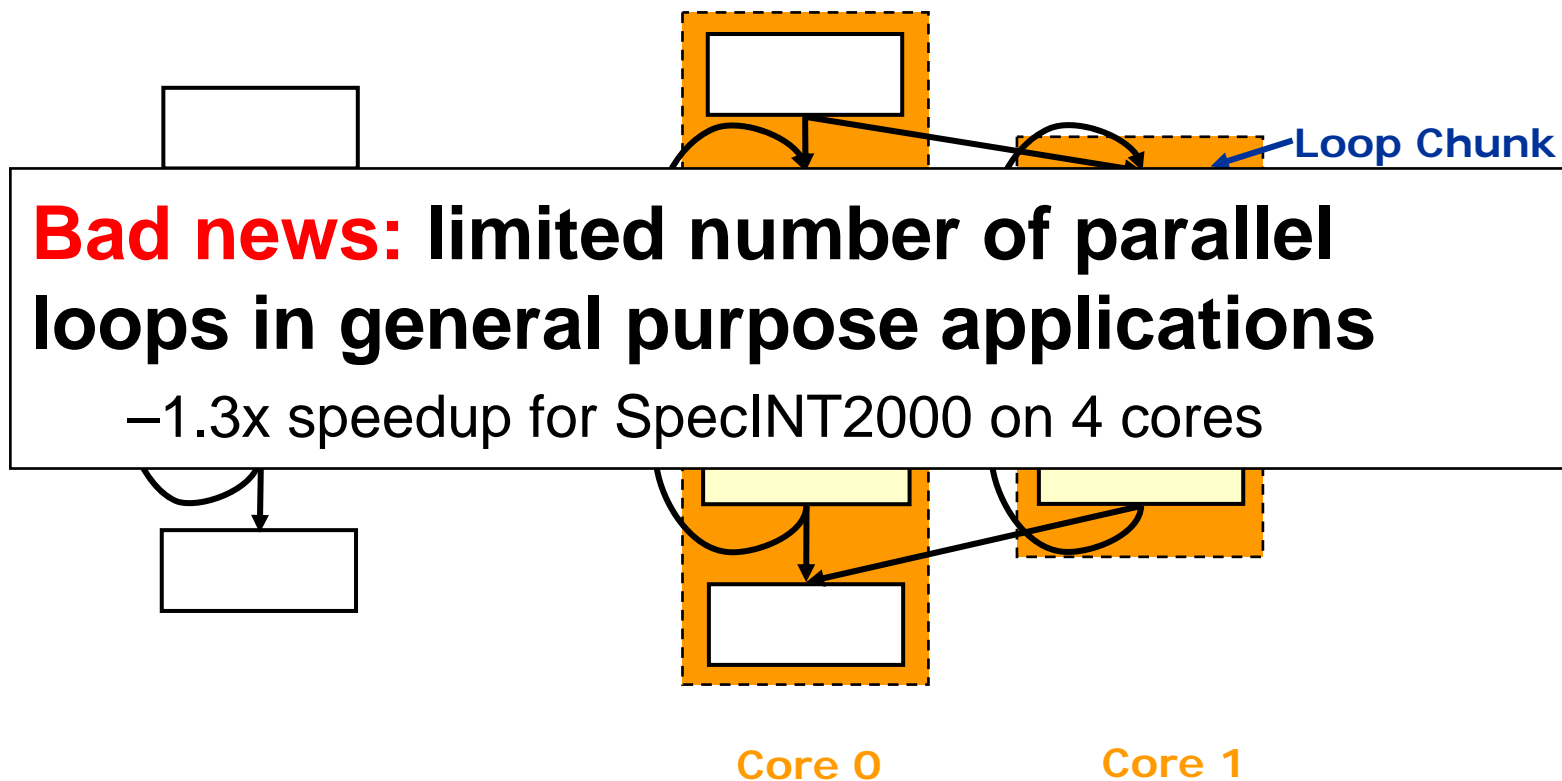 Loop Chunk
Bad news: limited number of parallel
loops in general purpose applications
–1.3x speedup for SpecINT2000 on 4 cores
Core 0
Core 1